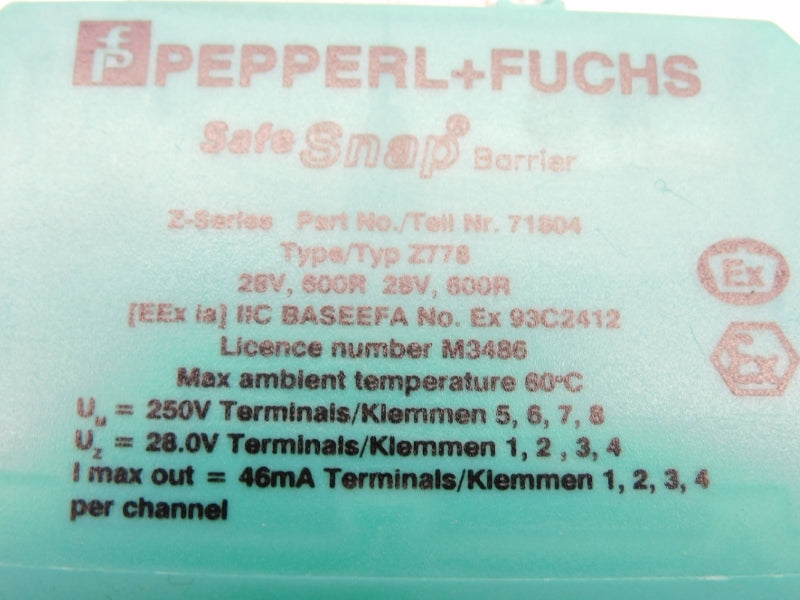 PEPPERL+FUCHS
Safe Snap® Barrier
Z-Series Part No./Teil Nr. 71804
Type/Typ Z778
28V, 600R 28V, 600R
[EEx ia] IIC BASEEFA No. Ex 93C2412
Licence number M3486
Max ambient temperature 60°C
Uᵤ = 250V Terminals/Klemmen 5, 6, 7, 8
U_z = 28.0V Terminals/Klemmen 1, 2 , 3, 4
I max out = 46mA Terminals/Klemmen 1, 2, 3, 4
per channel
Ex
Ex